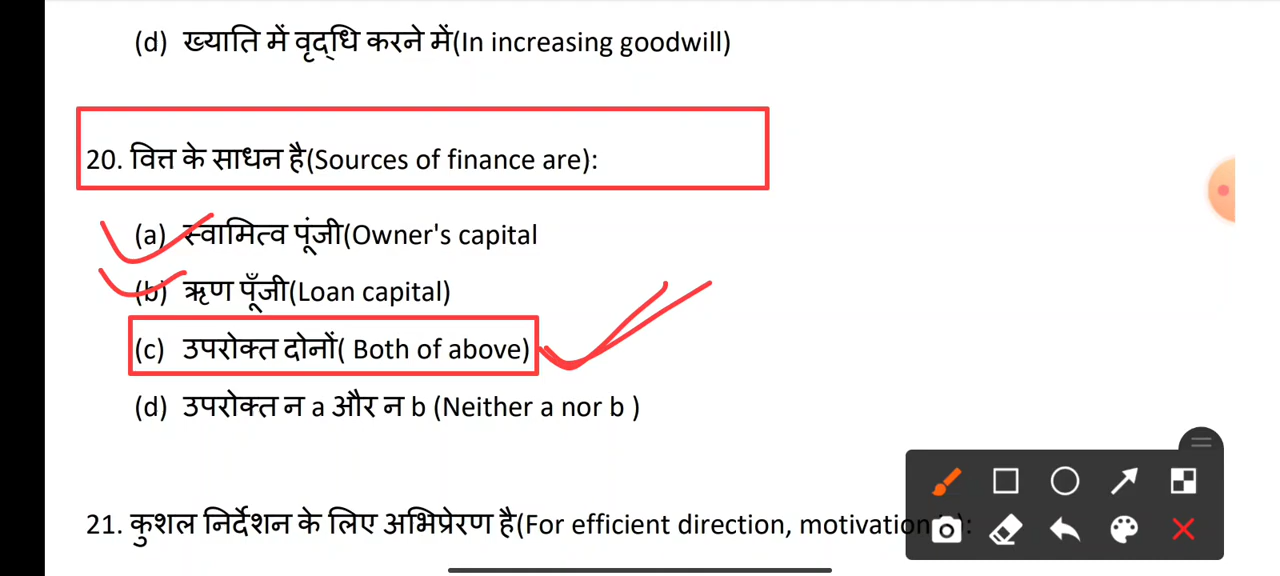 (d) ख्याति में वृद्धि करने में(In increasing goodwill)
20. वित्त के साधन है(Sources of finance are):
(a) स्वामित्व पूंजी(Owner's capital
(b) ऋण पूँजी(Loan capital)
(c) उपरोक्त दोनों( Both of above)
(d) उपरोक्त न a और न b (Neither a nor b )
21. कुशल निर्देशन के लिए अभिप्रेरण है(For efficient direction, motivation